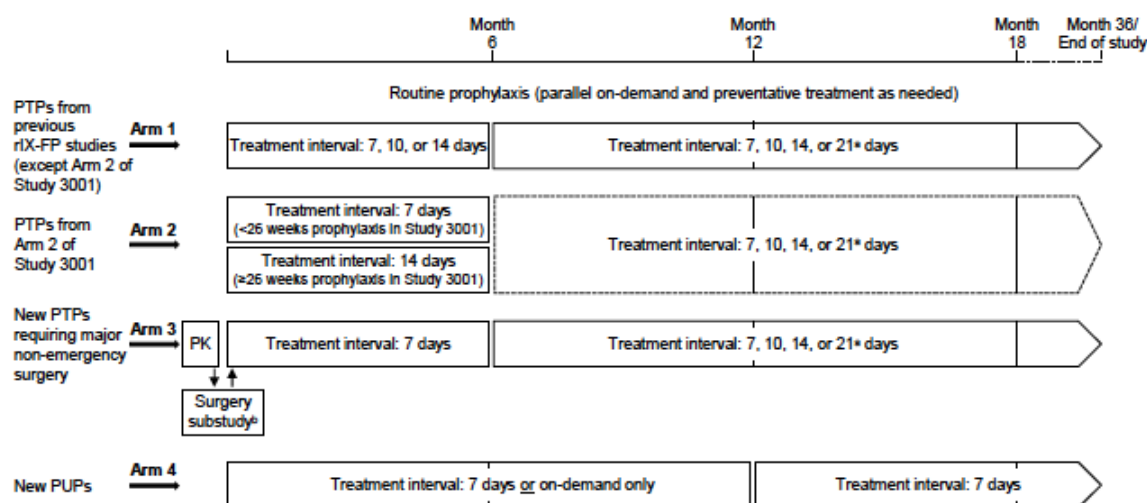 Month
6
Month
12
Month
18
Month 36/
End of study
Routine prophylaxis (parallel on-demand and preventative treatment as needed)
PTPs from
previous
rIX-FP studies
(except Arm 2 of
Study 3001)
Arm 1
Treatment interval: 7, 10, or 14 days
Treatment interval: 7, 10, 14, or 21ᵃ days
PTPs from
Arm 2 of
Study 3001
Arm 2
Treatment interval: 7 days
(<26 weeks prophylaxis in Study 3001)
Treatment interval: 14 days
(≥26 weeks prophylaxis in Study 3001)
Treatment interval: 7, 10, 14, or 21ᵃ days
New PTPs
requiring major
non-emergency
surgery
Arm 3
PK
Treatment interval: 7 days
Treatment interval: 7, 10, 14, or 21ᵃ days
Surgery
substudyᵇ
New PUPs
Arm 4
Treatment interval: 7 days or on-demand only
Treatment interval: 7 days